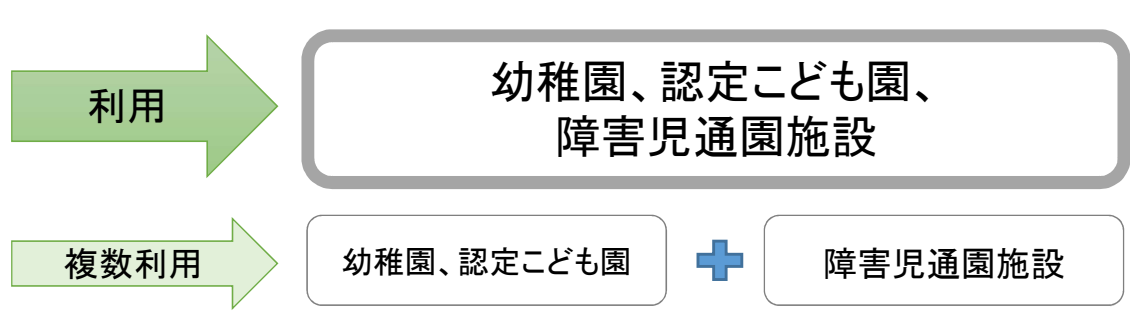 利用
幼稚園、認定こども園、
障害児通園施設
複数利用
幼稚園、認定こども園
障害児通園施設